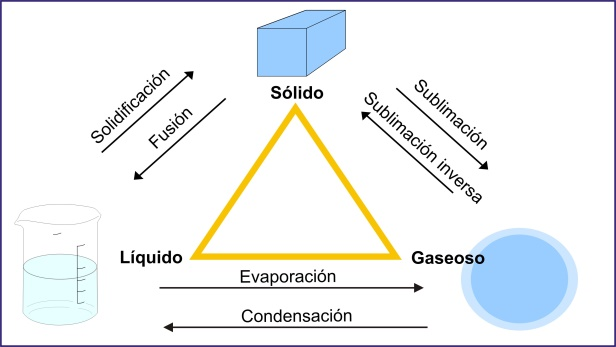 Sólido
Solidificación
Fusión
Sublimación
Sublimación inversa
Líquido
Gaseoso
Evaporación
Condensación